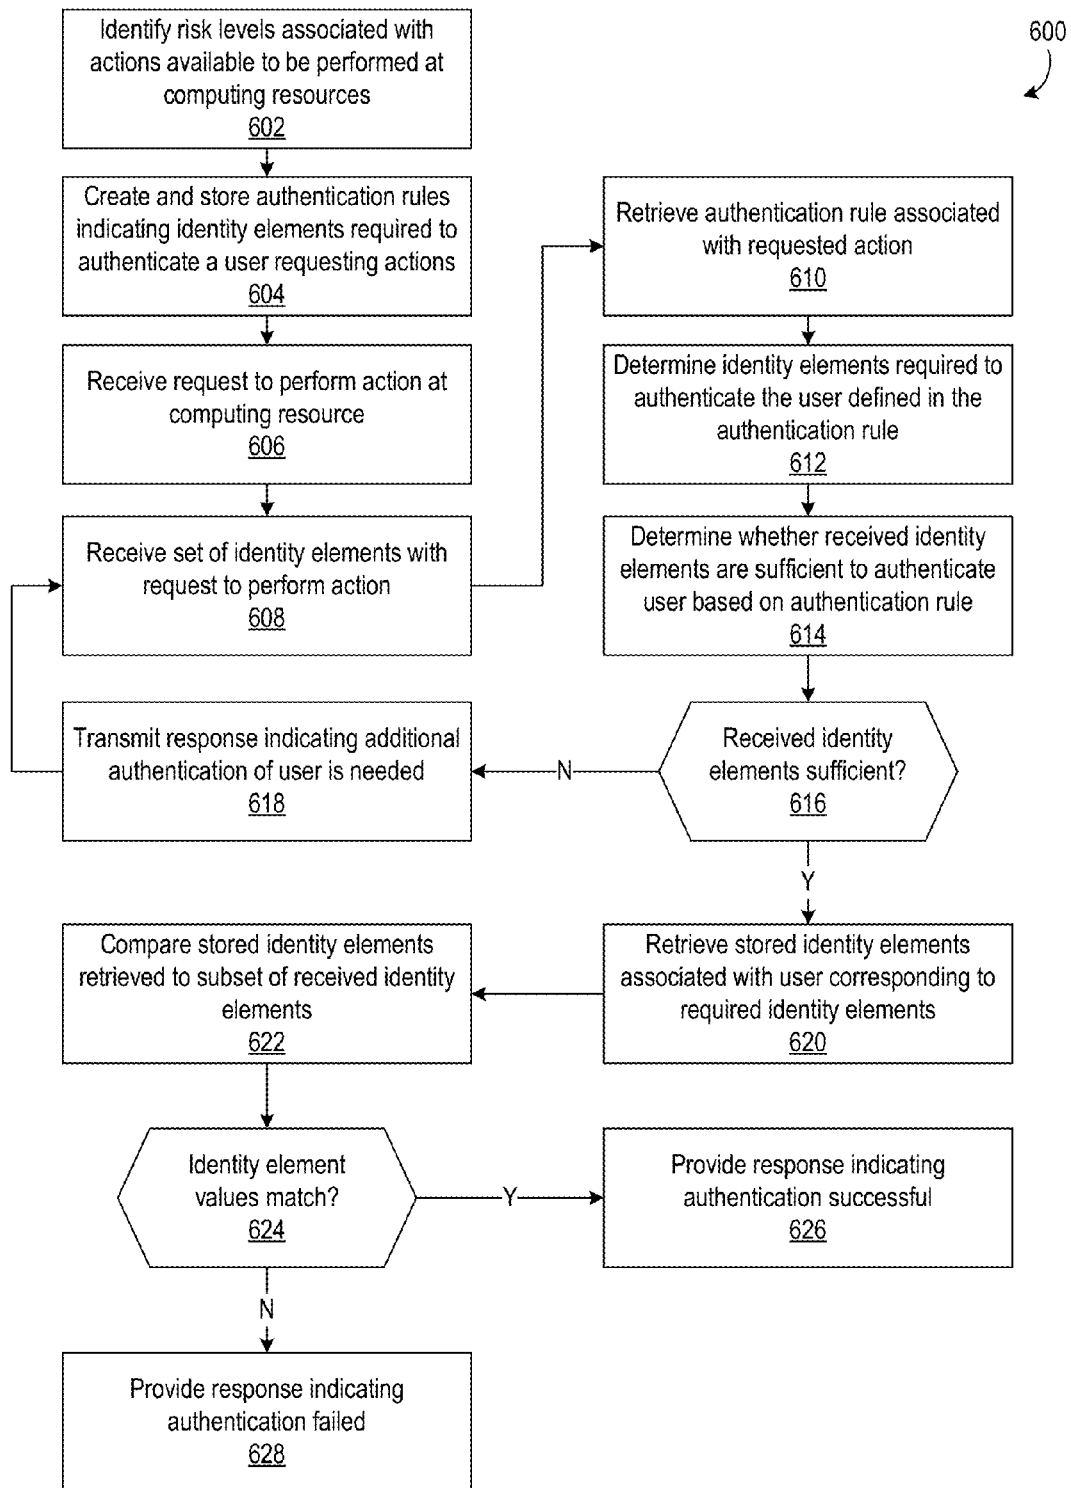 Identify risk levels associated with
actions available to be performed at
computing resources
602
600
Create and store authentication rules
indicating identity elements required to
authenticate a user requesting actions
604
Receive request to perform action at
computing resource
606
Receive set of identity elements with
request to perform action
608
Retrieve authentication rule associated
with requested action
610
Determine identity elements required to
authenticate the user defined in the
authentication rule
612
Determine whether received identity
elements are sufficient to authenticate
user based on authentication rule
614
Received identity
elements sufficient?
616
N
Transmit response indicating additional
authentication of user is needed
618
Y
Retrieve stored identity elements
associated with user corresponding to
required identity elements
620
Compare stored identity elements
retrieved to subset of received identity
elements
622
Identity element
values match?
624
Y
Provide response indicating
authentication successful
626
N
Provide response indicating
authentication failed
628